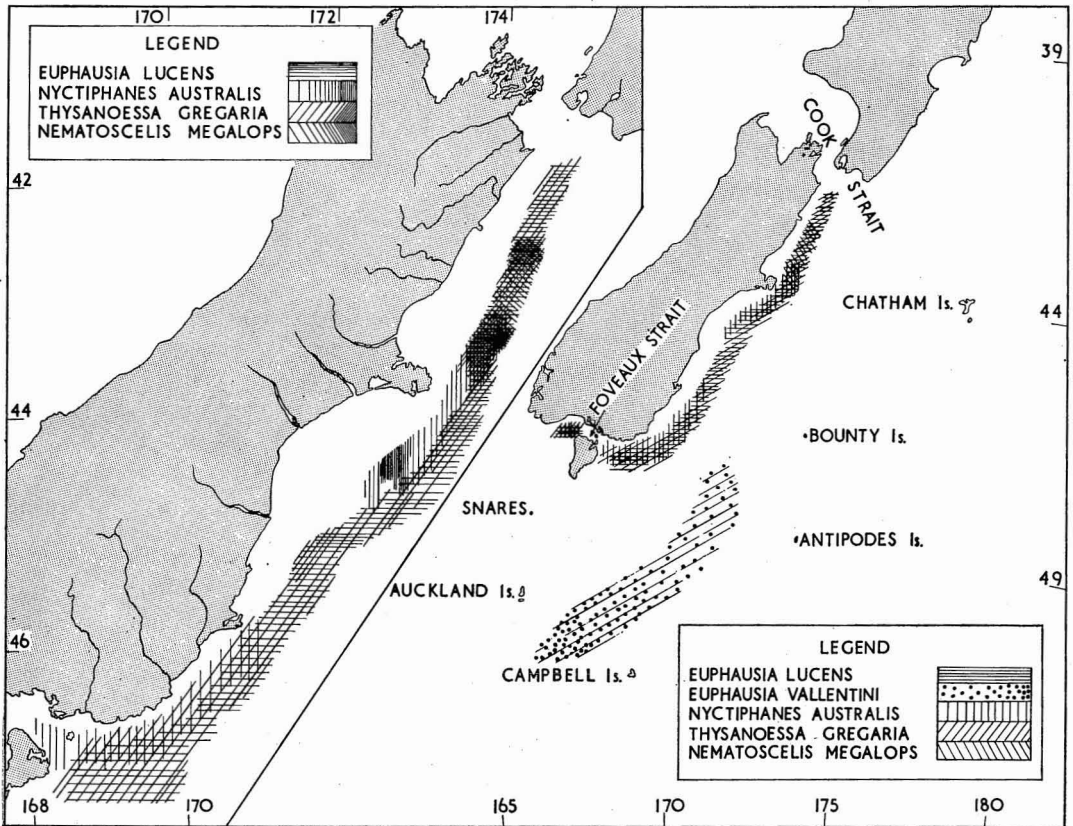 170 172 174
LEGEND
EUPHAUSIA LUCENS
NYCTIPHANES AUSTRALIS
THYSANOESSA GREGARIA
NEMATOSCELIS MEGALOPS
39
COOK STRAIT
42
CHATHAM Is.
44
FOVEAUX STRAIT
44
BOUNTY Is.
SNARES.
ANTIPODES Is.
AUCKLAND Is.
49
46
CAMPBELL Is.
LEGEND
EUPHAUSIA LUCENS
EUPHAUSIA VALLENTINI
NYCTIPHANES AUSTRALIS
THYSANOESSA GREGARIA
NEMATOSCELIS MEGALOPS
168 170 165 170 175 180